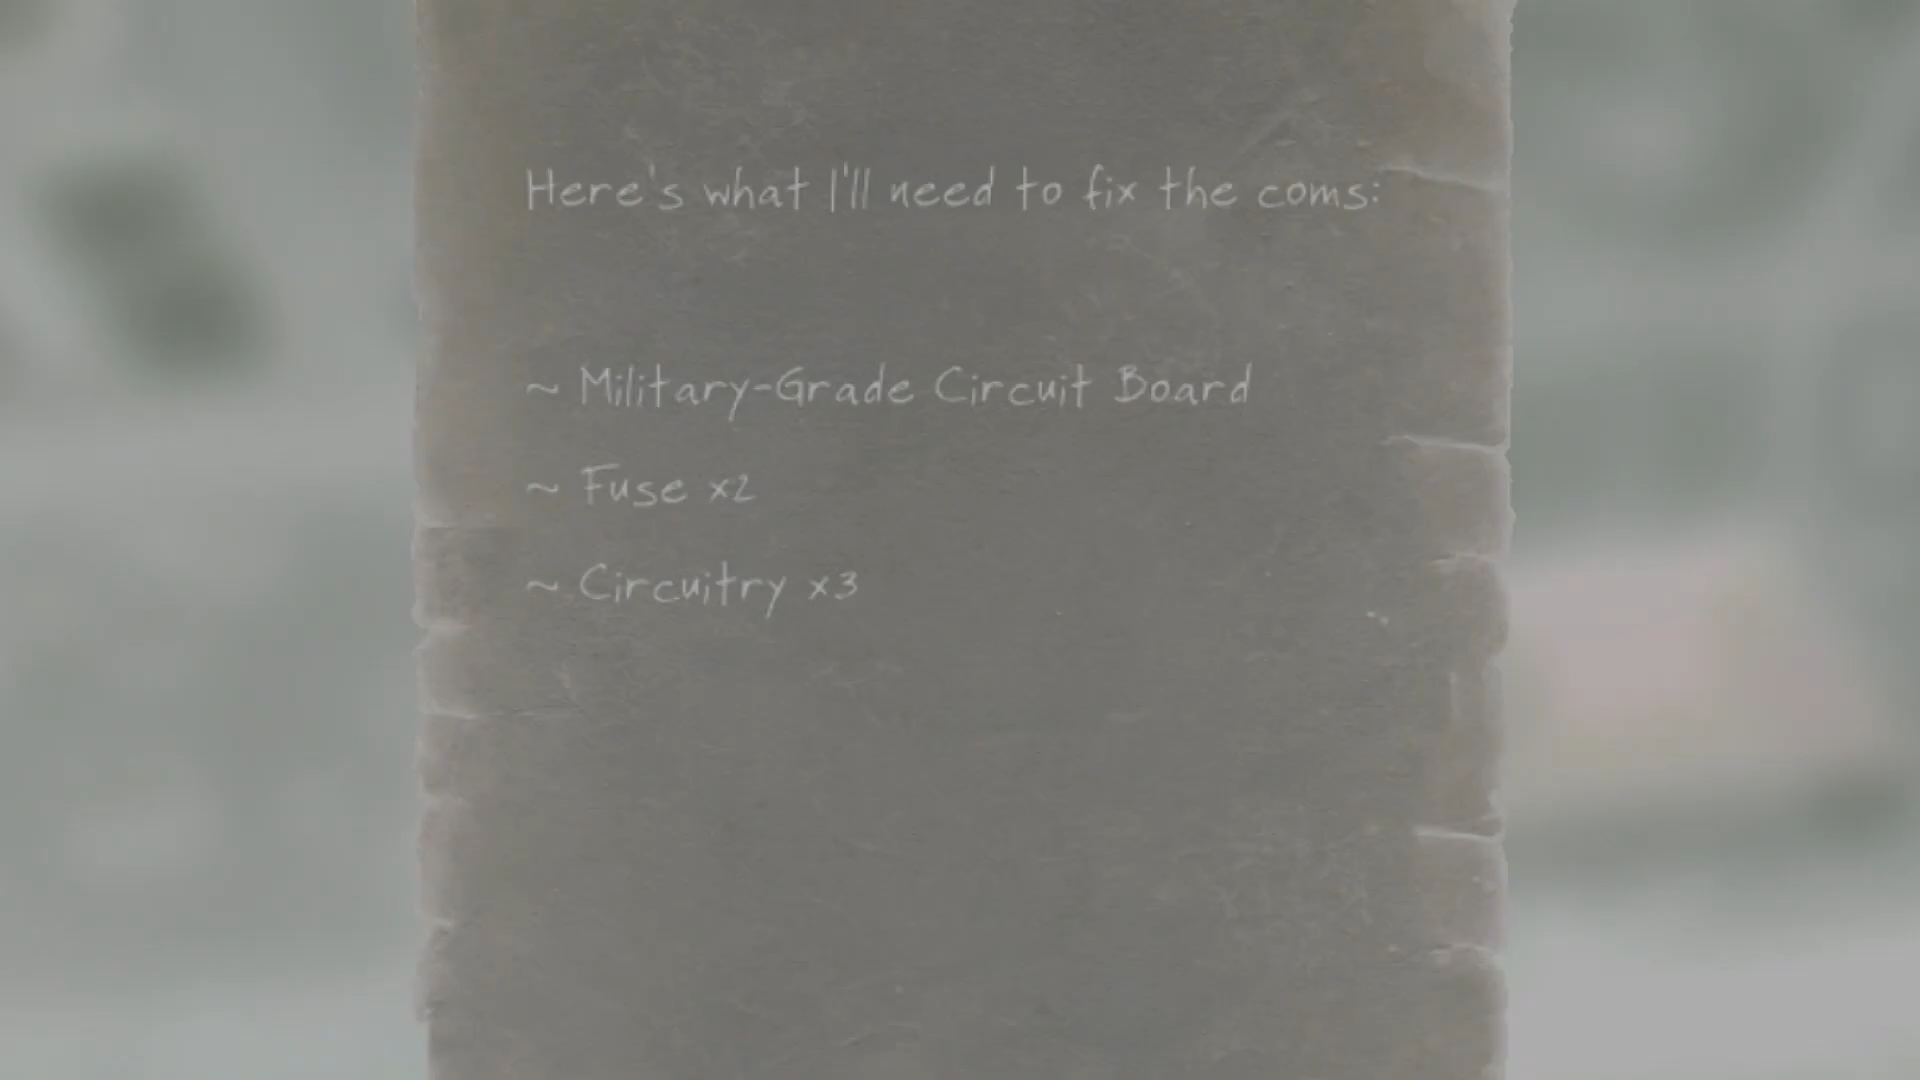 Here's what I'll need to fix the coms:
~ Military-Grade Circuit Board
~ Fuse x2
~ Circuitry x3